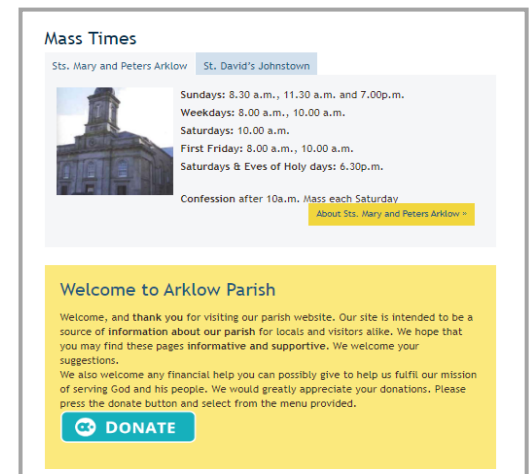 Mass Times
Sts. Mary and Peters Arklow St. David's Johnstown
Sundays: 8.30 a.m., 11.30 a.m. and 7.00p.m.
Weekdays: 8.00 a.m., 10.00 a.m.
Saturdays: 10.00 a.m.
First Friday: 8.00 a.m., 10.00 a.m.
Saturdays & Eves of Holy days: 6.30p.m.
Confession after 10a.m. Mass each Saturday
About Sts. Mary and Peters Arklow »
Welcome to Arklow Parish
Welcome, and thank you for visiting our parish website. Our site is intended to be a
source of information about our parish for locals and visitors alike. We hope that
you may find these pages informative and supportive. We welcome your
suggestions.
We also welcome any financial help you can possibly give to help us fulfil our mission
of serving God and his people. We would greatly appreciate your donations. Please
press the donate button and select from the menu provided.
DONATE